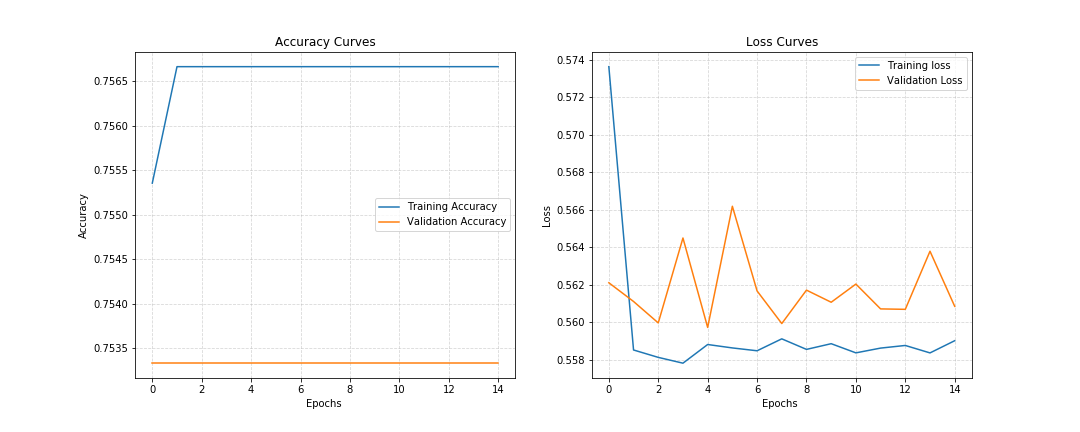 Accuracy Curves
0.7565
0.7560
0.7555
0.7550
0.7545
0.7540
0.7535
Accuracy
Training Accuracy
Validation Accuracy
0 2 4 6 8 10 12 14
Epochs
Loss Curves
0.574
0.572
0.570
0.568
0.566
0.564
0.562
0.560
0.558
Loss
Training loss
Validation Loss
0 2 4 6 8 10 12 14
Epochs